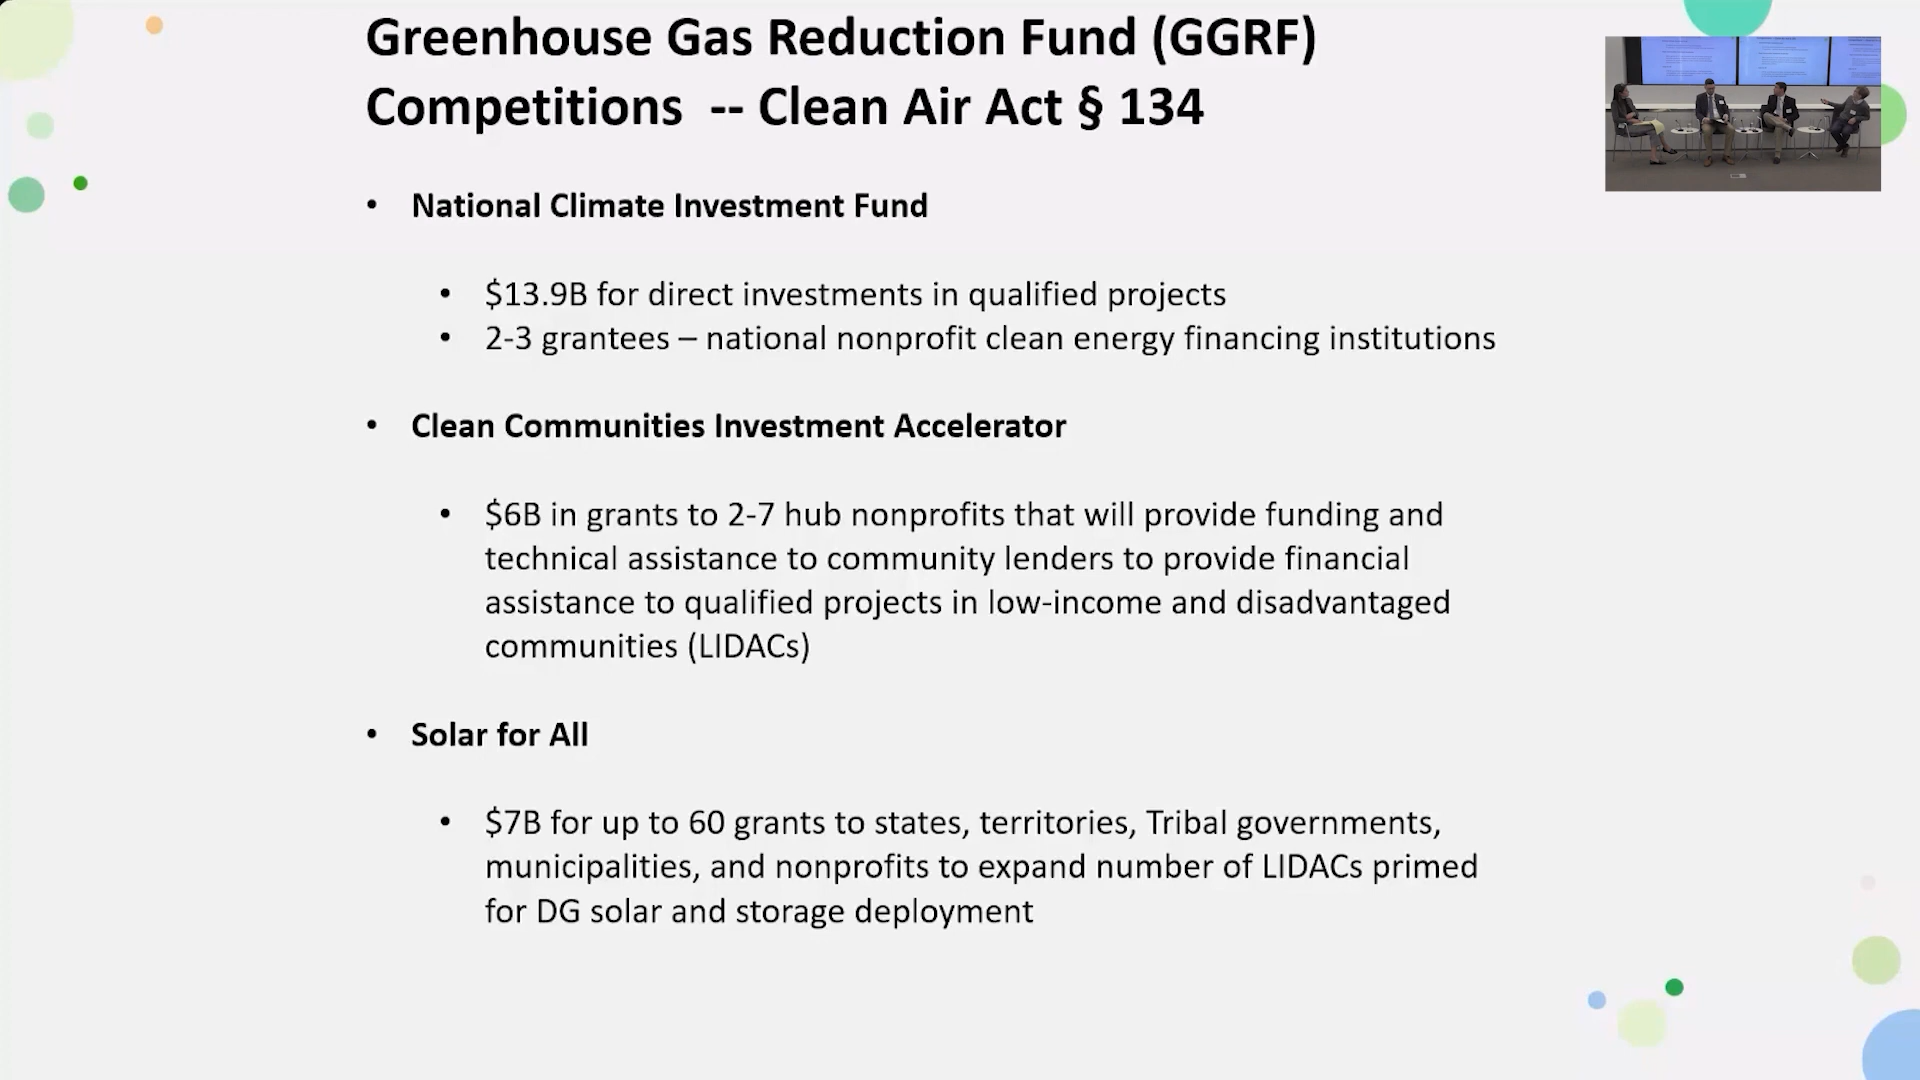 Greenhouse Gas Reduction Fund (GGRF)
Competitions -- Clean Air Act § 134
• National Climate Investment Fund
• $13.9B for direct investments in qualified projects
• 2-3 grantees – national nonprofit clean energy financing institutions
• Clean Communities Investment Accelerator
• $6B in grants to 2-7 hub nonprofits that will provide funding and
technical assistance to community lenders to provide financial
assistance to qualified projects in low-income and disadvantaged
communities (LIDACs)
• Solar for All
• $7B for up to 60 grants to states, territories, Tribal governments,
municipalities, and nonprofits to expand number of LIDACs primed
for DG solar and storage deployment